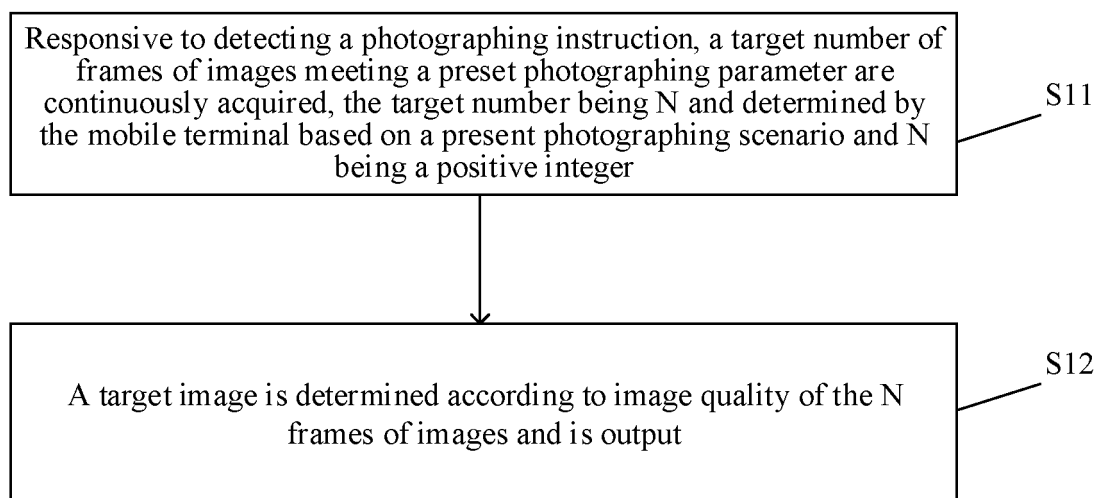 Responsive to detecting a photographing instruction, a target number of
frames of images meeting a preset photographing parameter are
continuously acquired, the target number being N and determined by
the mobile terminal based on a present photographing scenario and N
being a positive integer
S11
A target image is determined according to image quality of the N
frames of images and is output
S12